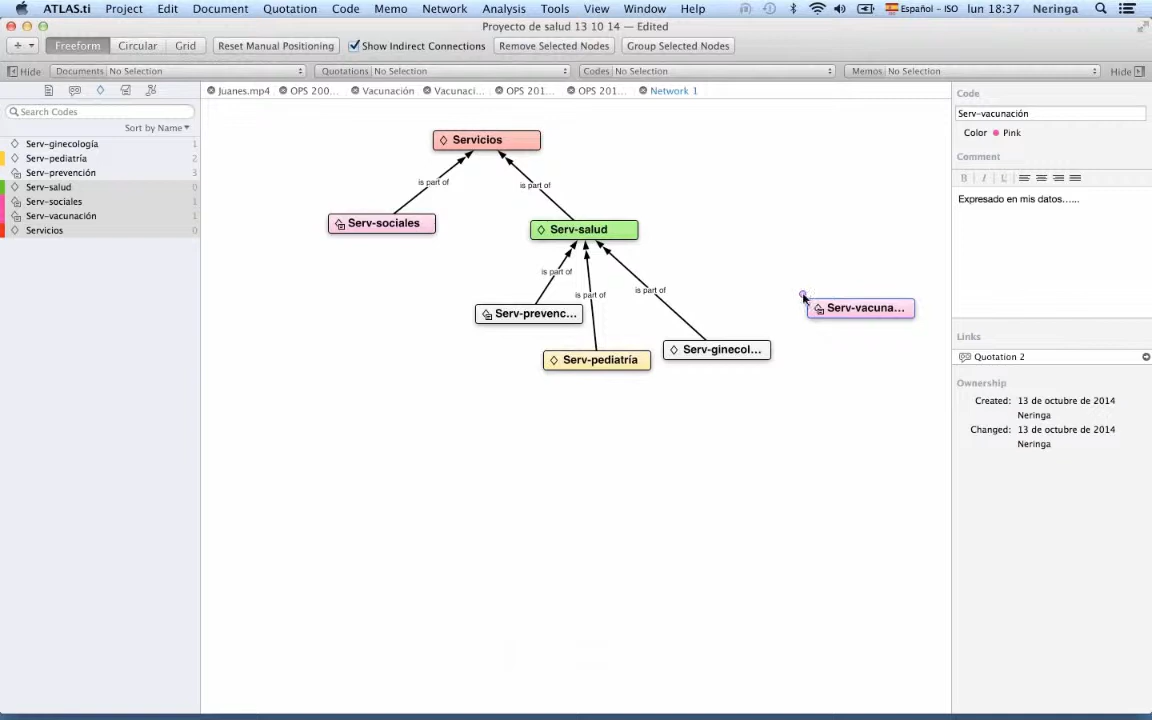 ATLAS.ti Project Edit Document Quotation Code Memo Network Analysis Tools View Window Help Español – ISO lun 18:37 Neringa
Proyecto de salud 13 10 14 — Edited
Freeform Circular Grid Reset Manual Positioning Show Indirect Connections Remove Selected Nodes Group Selected Nodes
Hide Documents No Selection Quotations No Selection Codes No Selection Memos No Selection Hide
Juanes.mp4 OPS 200... Vacunación Vacunaci... OPS 201... OPS 201... Network 1
Search Codes
Sort by Name
Serv-ginecología 1
Serv-pediatría 2
Serv-prevención 3
Serv-salud 0
Serv-sociales 1
Serv-vacunación 1
Servicios 0
Servicios
is part of
is part of
Serv-sociales
Serv-salud
is part of
is part of
is part of
Serv-prevenc...
Serv-pediatría
Serv-ginecol...
Serv-vacuna...
Code
Serv-vacunación
Color Pink
Comment
B I U
Expresado en mis datos......
Links
Quotation 2
Ownership
Created: 13 de octubre de 2014
Neringa
Changed: 13 de octubre de 2014
Neringa